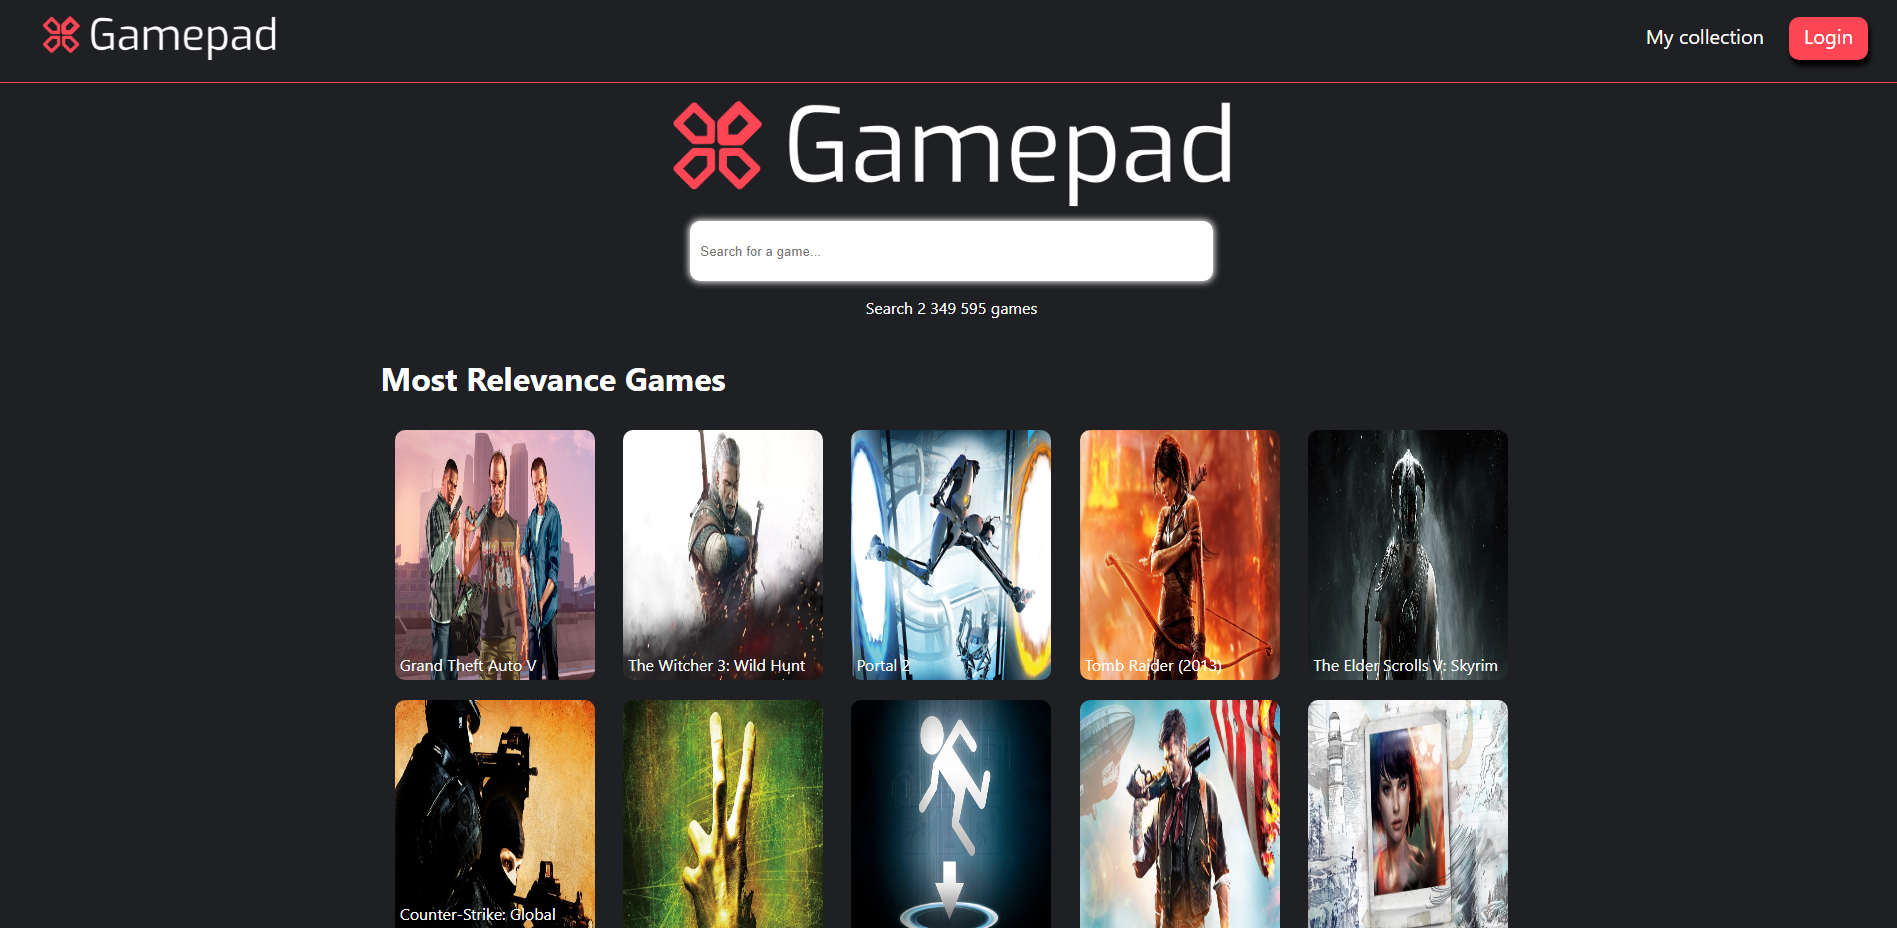 Gamepad
My collection
Login
Gamepad
Search for a game...
Search 2 349 595 games
Most Relevance Games
Grand Theft Auto V
The Witcher 3: Wild Hunt
Portal 2
Tomb Raider (2013)
The Elder Scrolls V: Skyrim
Counter-Strike: Global